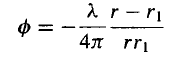 ϕ = − λ/4π r − r₁/rr₁